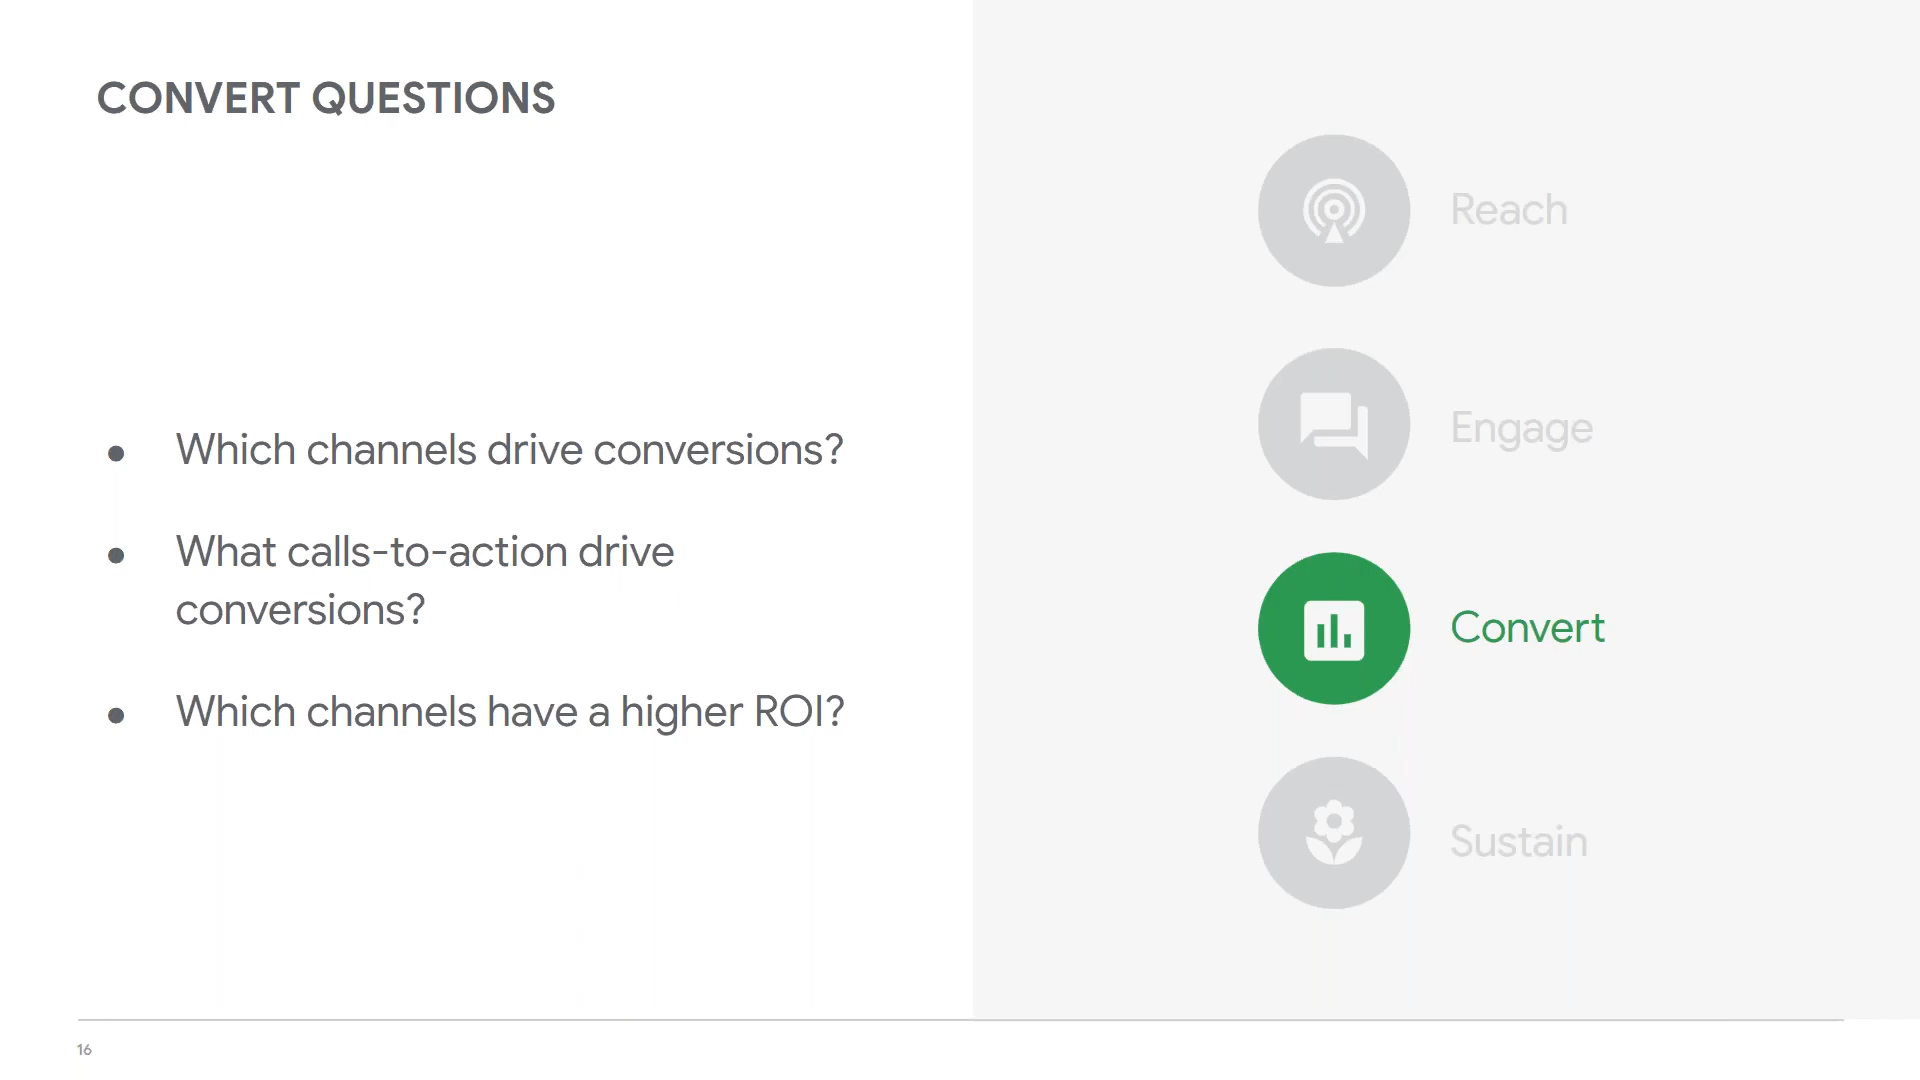 CONVERT QUESTIONS
● Which channels drive conversions?
● What calls-to-action drive
conversions?
● Which channels have a higher ROI?
Reach
Engage
Convert
Sustain
16